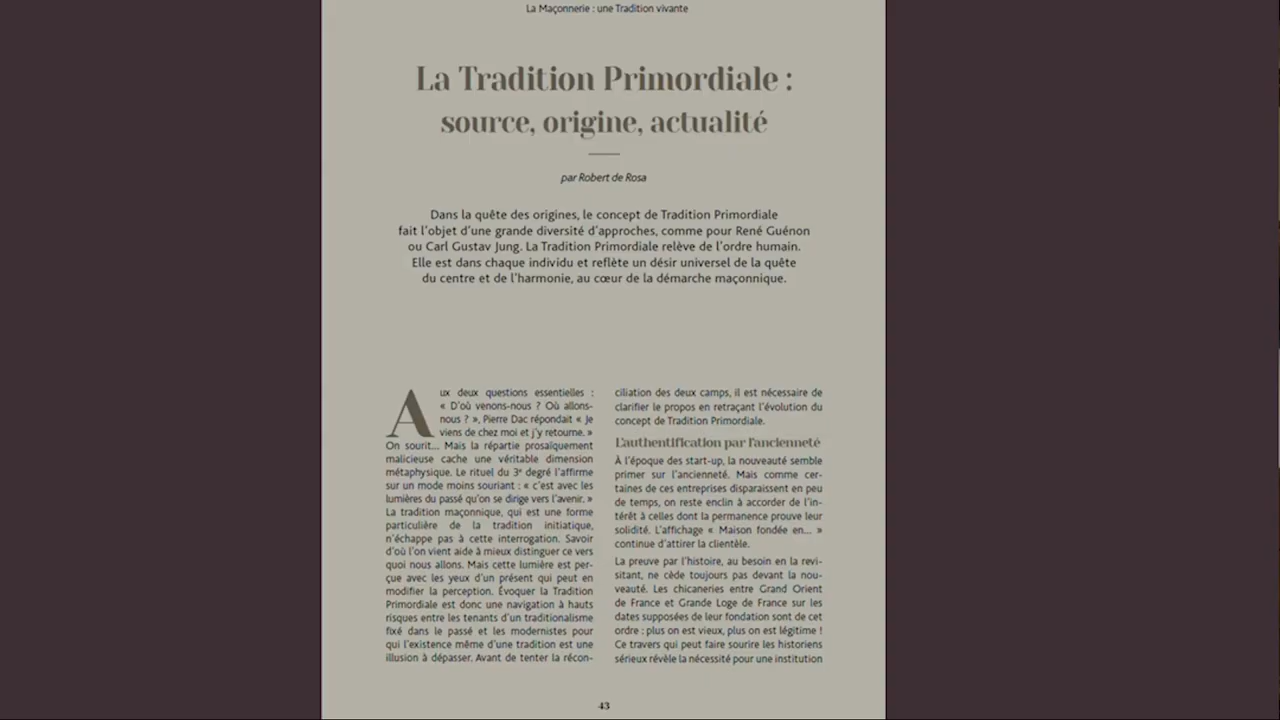 La Maçonnerie : une Tradition vivante
La Tradition Primordiale :
source, origine, actualité
par Robert de Rosa
Dans la quête des origines, le concept de Tradition Primordiale
fait l'objet d'une grande diversité d'approches, comme pour René Guénon
ou Carl Gustav Jung. La Tradition Primordiale relève de l'ordre humain.
Elle est dans chaque individu et reflète un désir universel de la quête
du centre et de l'harmonie, au cœur de la démarche maçonnique.
Aux deux questions essentielles :
« D'où venons-nous ? Où allons-
nous ? », Pierre Dac répondait « Je
viens de chez moi et j'y retourne. »
On sourit... Mais la répartie prosaïquement
malicieuse cache une véritable dimension
métaphysique. Le rituel du 3e degré l'affirme
sur un mode moins souriant : « c'est avec les
lumières du passé qu'on se dirige vers l'avenir. »
La tradition maçonnique, qui est une forme
particulière de la tradition initiatique,
n'échappe pas à cette interrogation. Savoir
d'où l'on vient aide à mieux distinguer ce vers
quoi nous allons. Mais cette lumière est per-
çue avec les yeux d'un présent qui peut en
modifier la perception. Évoquer la Tradition
Primordiale est donc une navigation à hauts
risques entre les tenants d'un traditionalisme
fixé dans le passé et les modernistes pour
qui l'existence même d'une tradition est une
illusion à dépasser. Avant de tenter la récon-
ciliation des deux camps, il est nécessaire de
clarifier le propos en retraçant l'évolution du
concept de Tradition Primordiale.
L'authentification par l'ancienneté
À l'époque des start-up, la nouveauté semble
primer sur l'ancienneté. Mais comme cer-
taines de ces entreprises disparaissent en peu
de temps, on reste enclin à accorder de l'in-
térêt à celles dont la permanence prouve leur
solidité. L'affichage « Maison fondée en... »
continue d'attirer la clientèle.
La preuve par l'histoire, au besoin en la revi-
sitant, ne cède toujours pas devant la nou-
veauté. Les chicaneries entre Grand Orient
de France et Grande Loge de France sur les
dates supposées de leur fondation sont de cet
ordre : plus on est vieux, plus on est légitime !
Ce travers qui peut faire sourire les historiens
sérieux révèle la nécessité pour une institution
43